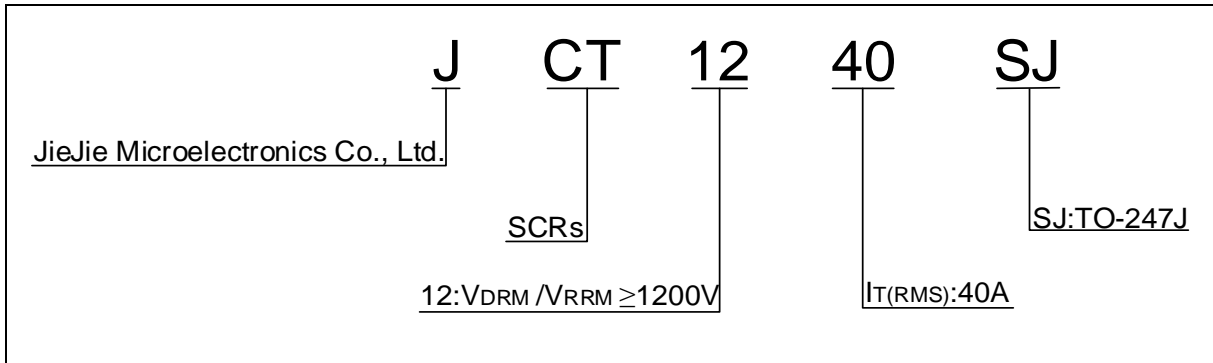 J CT 12 40 SJ
JieJie Microelectronics Co., Ltd.
SCRs
SJ:TO-247J
12:VDRM /VRRM ≥1200V
IT(RMS):40A